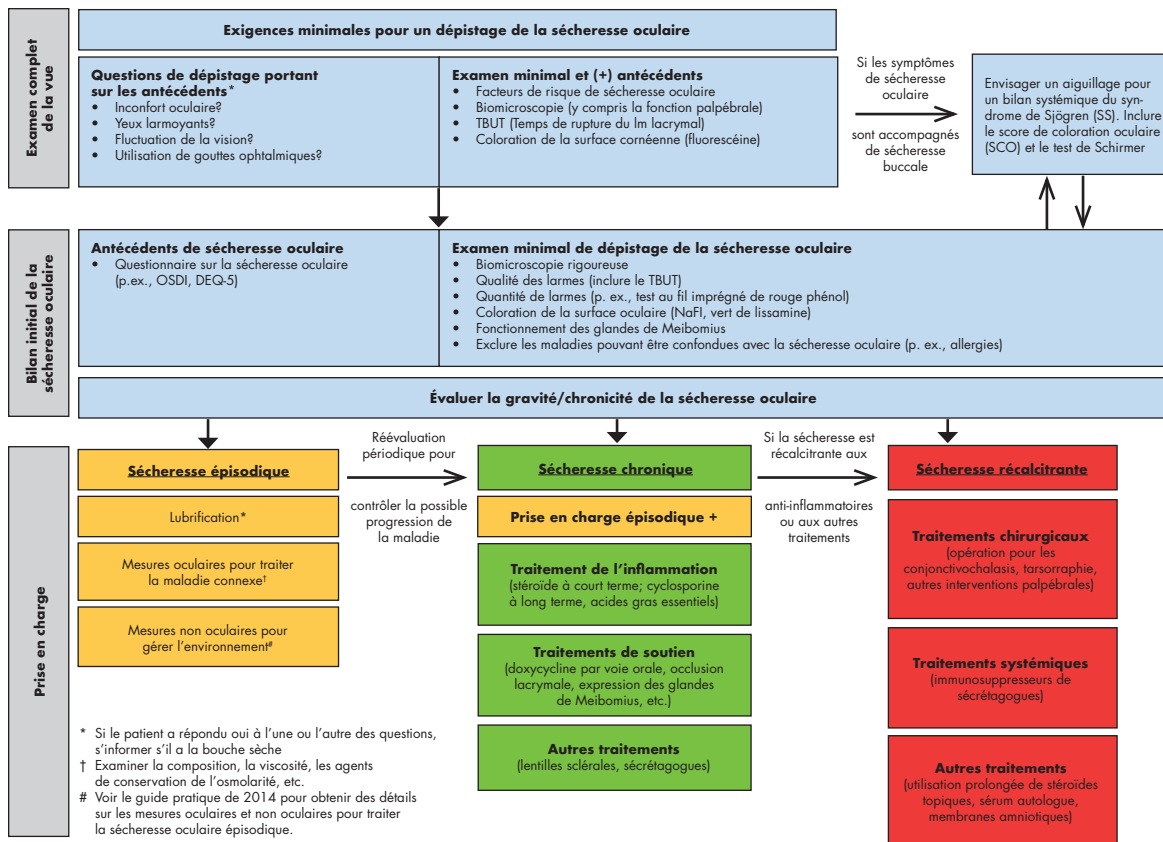 Examen complet
de la vue
Exigences minimales pour un dépistage de la sécheresse oculaire
Questions de dépistage portant
sur les antécédents*
• Inconfort oculaire?
• Yeux larmoyants?
• Fluctuation de la vision?
• Utilisation de gouttes ophtalmiques?
Examen minimal et (+) antécédents
• Facteurs de risque de sécheresse oculaire
• Biomicroscopie (y compris la fonction palpébrale)
• TBUT (Temps de rupture du lm lacrymal)
• Coloration de la surface cornéenne (fluorescéine)
Si les symptômes
de sécheresse
oculaire
sont accompagnés
de sécheresse
buccale
Envisager un aiguillage pour
un bilan systémique du syn-
drome de Sjögren (SS). Inclure
le score de coloration oculaire
(SCO) et le test de Schirmer
Bilan initial de la
sécheresse oculaire
Antécédents de sécheresse oculaire
• Questionnaire sur la sécheresse oculaire
(p.ex., OSDI, DEQ-5)
Examen minimal de dépistage de la sécheresse oculaire
• Biomicroscopie rigoureuse
• Qualité des larmes (inclure le TBUT)
• Quantité de larmes (p. ex., test au fil imprégné de rouge phénol)
• Coloration de la surface oculaire (NaFl, vert de lissamine)
• Fonctionnement des glandes de Meibomius
• Exclure les maladies pouvant être confondues avec la sécheresse oculaire (p. ex., allergies)
Évaluer la gravité/chronicité de la sécheresse oculaire
Prise en charge
Sécheresse épisodique
Lubrification*
Mesures oculaires pour traiter
la maladie connexe†
Mesures non oculaires pour
gérer l'environnement#
Réévaluation
périodique pour
contrôler la possible
progression de
la maladie
Sécheresse chronique
Prise en charge épisodique +
Traitement de l'inflammation
(stéroïde à court terme; cyclosporine
à long terme, acides gras essentiels)
Traitements de soutien
(doxycycline par voie orale, occlusion
lacrymale, expression des glandes
de Meibomius, etc.)
Autres traitements
(lentilles sclérales, sécrétagogues)
Si la sécheresse est
récalcitrante aux
anti-inflammatoires
ou aux autres
traitements
Sécheresse récalcitrante
Traitements chirurgicaux
(opération pour les
conjonctivochalasis, tarsorraphie,
autres interventions palpébrales)
Traitements systémiques
(immunosuppresseurs de
sécrétagogues)
Autres traitements
(utilisation prolongée de stéroïdes
topiques, sérum autologue,
membranes amniotiques)
* Si le patient a répondu oui à l'une ou l'autre des questions,
s'informer s'il a la bouche sèche
† Examiner la composition, la viscosité, les agents
de conservation de l'osmolarité, etc.
# Voir le guide pratique de 2014 pour obtenir des détails
sur les mesures oculaires et non oculaires pour traiter
la sécheresse oculaire épisodique.